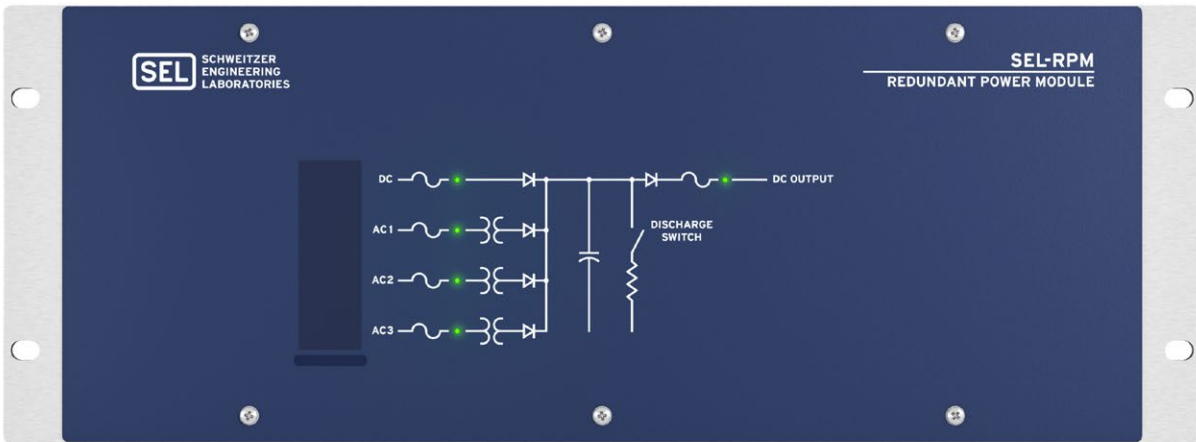 SEL
SCHWEITZER
ENGINEERING
LABORATORIES
SEL-RPM
REDUNDANT POWER MODULE
DC
DC OUTPUT
AC1
DISCHARGE
SWITCH
AC2
AC3